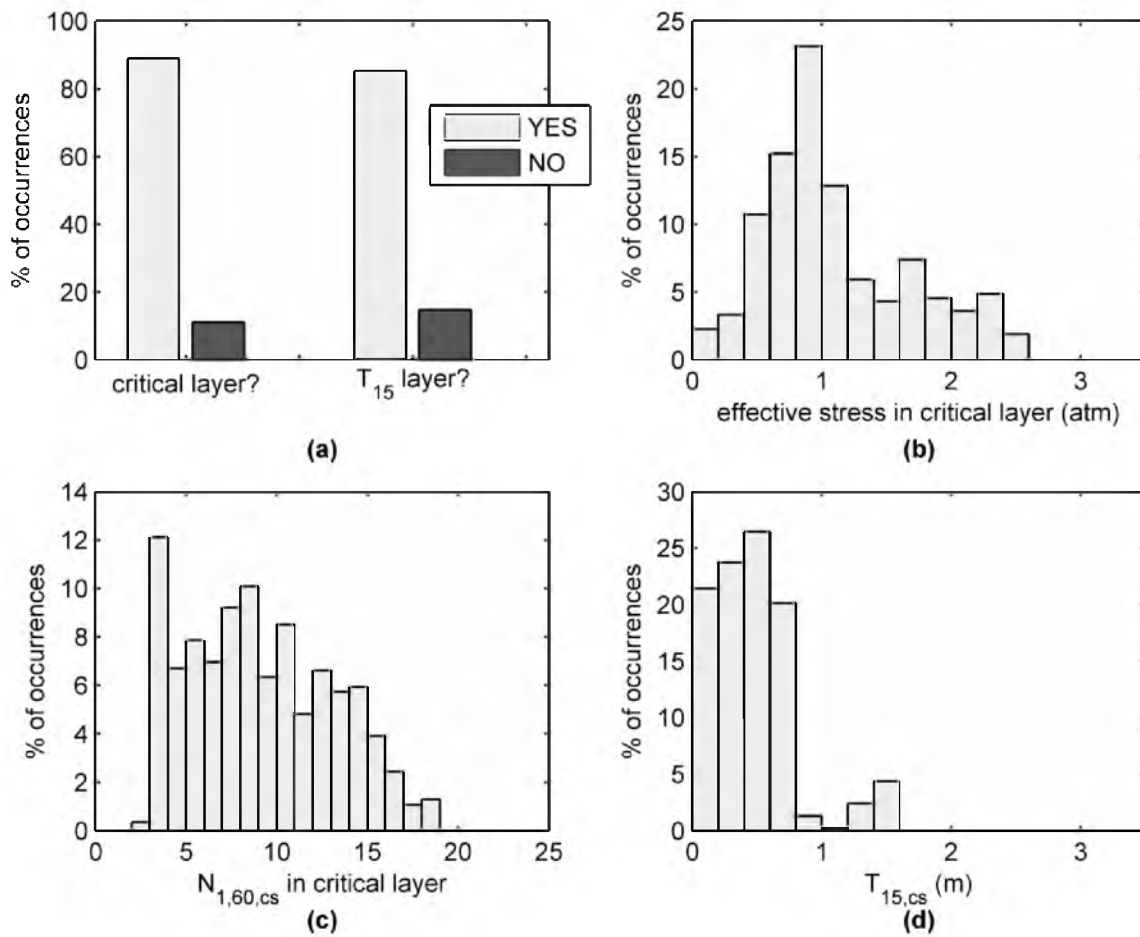 100
80
60
40
20
0
% of occurrences
YES
NO
critical layer?
T15 layer?
(a)
25
20
15
10
5
0
% of occurrences
0 1 2 3
effective stress in critical layer (atm)
(b)
14
12
10
8
6
4
2
0
% of occurrences
0 5 10 15 20 25
N1,60,cs in critical layer
(c)
30
25
20
15
10
5
0
% of occurrences
0 1 2 3
T15,cs (m)
(d)